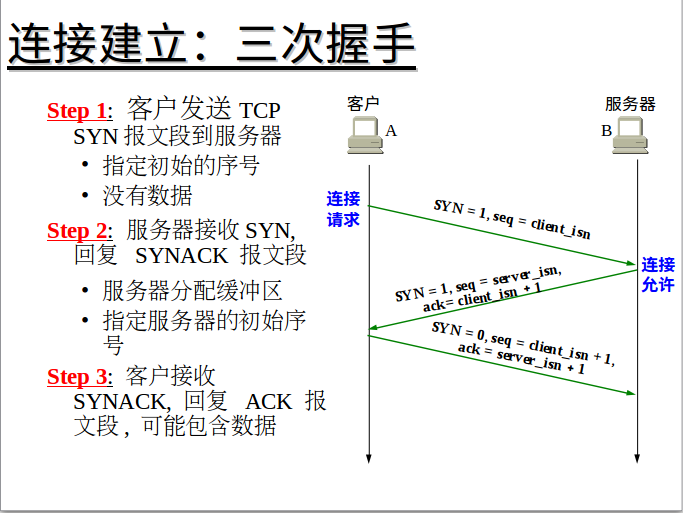 连接建立：三次握手
Step 1: 客户发送 TCP
SYN 报文段到服务器
• 指定初始的序号
• 没有数据
Step 2: 服务器接收 SYN,
回复 SYNACK 报文段
• 服务器分配缓冲区
• 指定服务器的初始序
号
Step 3: 客户接收
SYNACK, 回复 ACK 报
文段 , 可能包含数据
客户
A
服务器
B
连接
请求
SYN = 1, seq = client_isn
连接
允许
SYN = 1, seq = server_isn,
ack= client_isn + 1
SYN = 0, seq = client_isn + 1,
ack = server_isn + 1